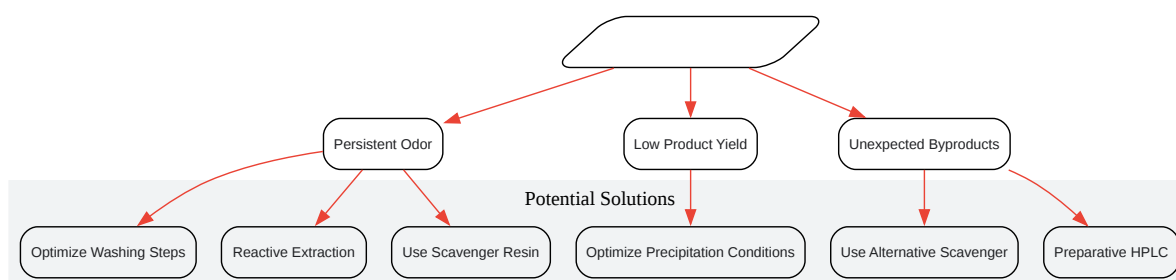 Persistent Odor
Low Product Yield
Unexpected Byproducts
Potential Solutions
Optimize Washing Steps
Reactive Extraction
Use Scavenger Resin
Optimize Precipitation Conditions
Use Alternative Scavenger
Preparative HPLC